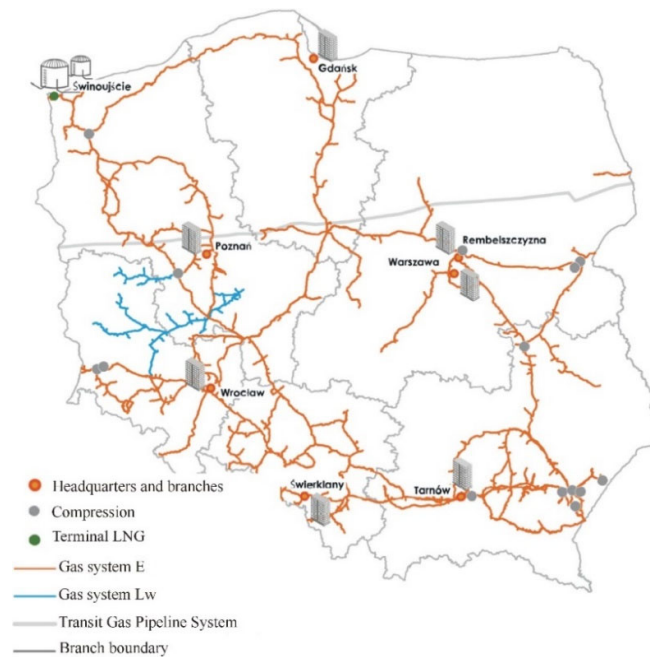 Gdańsk
Świnoujście
Poznań
Rembelszczyzna
Warszawa
Wrocław
Świerklany
Tarnów
Headquarters and branches
Compression
Terminal LNG
Gas system E
Gas system Lw
Transit Gas Pipeline System
Branch boundary